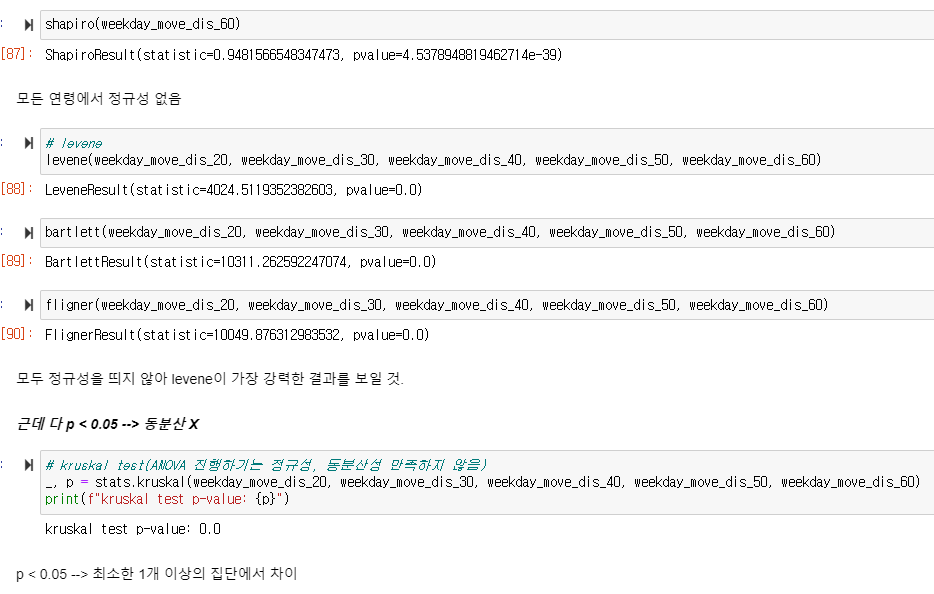 shapiro(weekday_move_dis_60)
[87]: ShapiroResult(statistic=0.9481566548347473, pvalue=4.5378948819462714e-39)
모든 연령에서 정규성 없음
# levene
levene(weekday_move_dis_20, weekday_move_dis_30, weekday_move_dis_40, weekday_move_dis_50, weekday_move_dis_60)
[88]: LeveneResult(statistic=4024.5119352382603, pvalue=0.0)
bartlett(weekday_move_dis_20, weekday_move_dis_30, weekday_move_dis_40, weekday_move_dis_50, weekday_move_dis_60)
[89]: BartlettResult(statistic=10311.262592247074, pvalue=0.0)
fligner(weekday_move_dis_20, weekday_move_dis_30, weekday_move_dis_40, weekday_move_dis_50, weekday_move_dis_60)
[90]: FlignerResult(statistic=10049.876312983532, pvalue=0.0)
모두 정규성을 띄지 않아 levene이 가장 강력한 결과를 보일 것.
근데 다 p < 0.05 --> 동분산 X
# kruskal test(ANOVA 진행하기는 정규성, 동분산성 만족하지 않음)
_, p = stats.kruskal(weekday_move_dis_20, weekday_move_dis_30, weekday_move_dis_40, weekday_move_dis_50, weekday_move_dis_60)
print(f"kruskal test p-value: {p}")
kruskal test p-value: 0.0
p < 0.05 --> 최소한 1개 이상의 집단에서 차이